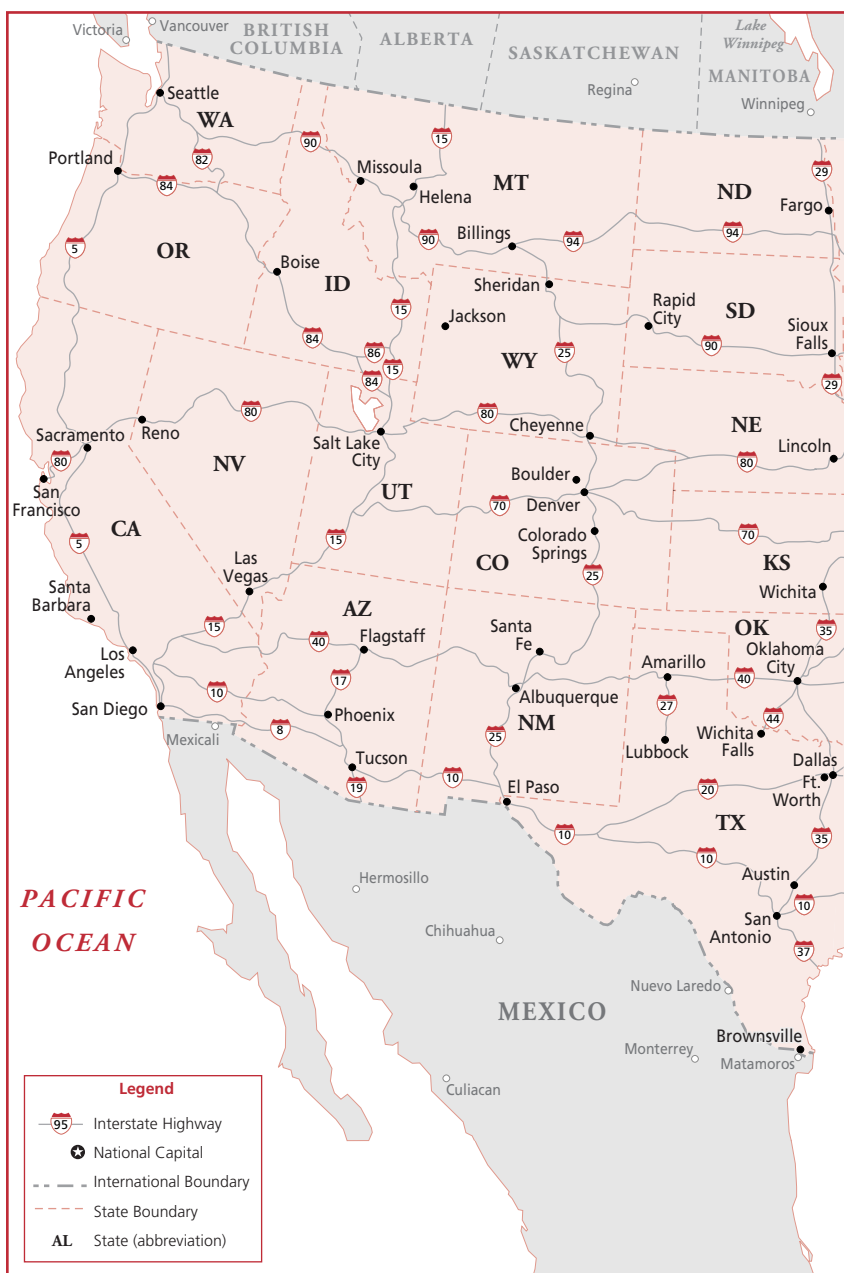 Victoria
Vancouver
BRITISH
COLUMBIA
ALBERTA
SASKATCHEWAN
Regina
Lake
Winnipeg
MANITOBA
Winnipeg
Seattle
WA
82
90
15
29
Portland
84
Missoula
Helena
MT
ND
Fargo
5
OR
90
Billings
94
94
Boise
ID
Sheridan
15
Jackson
Rapid
City
SD
Sioux
Falls
84
86
15
84
WY
25
90
29
80
Reno
Sacramento
80
San
Francisco
NV
Salt Lake
City
80
Cheyenne
NE
Lincoln
80
UT
Boulder
Denver
70
70
CA
5
15
Colorado
Springs
CO
25
KS
Wichita
Las
Vegas
Santa
Barbara
15
AZ
40
Flagstaff
Santa
Fe
OK
35
Oklahoma
City
Los
Angeles
10
17
Amarillo
40
27
Albuquerque
San Diego
Mexicali
8
Phoenix
NM
25
Lubbock
44
Wichita
Falls
Tucson
19
10
El Paso
20
Dallas
Ft.
Worth
TX
10
10
35
Austin
10
San
Antonio
37
PACIFIC
OCEAN
Hermosillo
Chihuahua
Nuevo Laredo
MEXICO
Brownsville
Monterrey
Matamoros
Culiacan
Legend
95 Interstate Highway
National Capital
International Boundary
State Boundary
AL State (abbreviation)